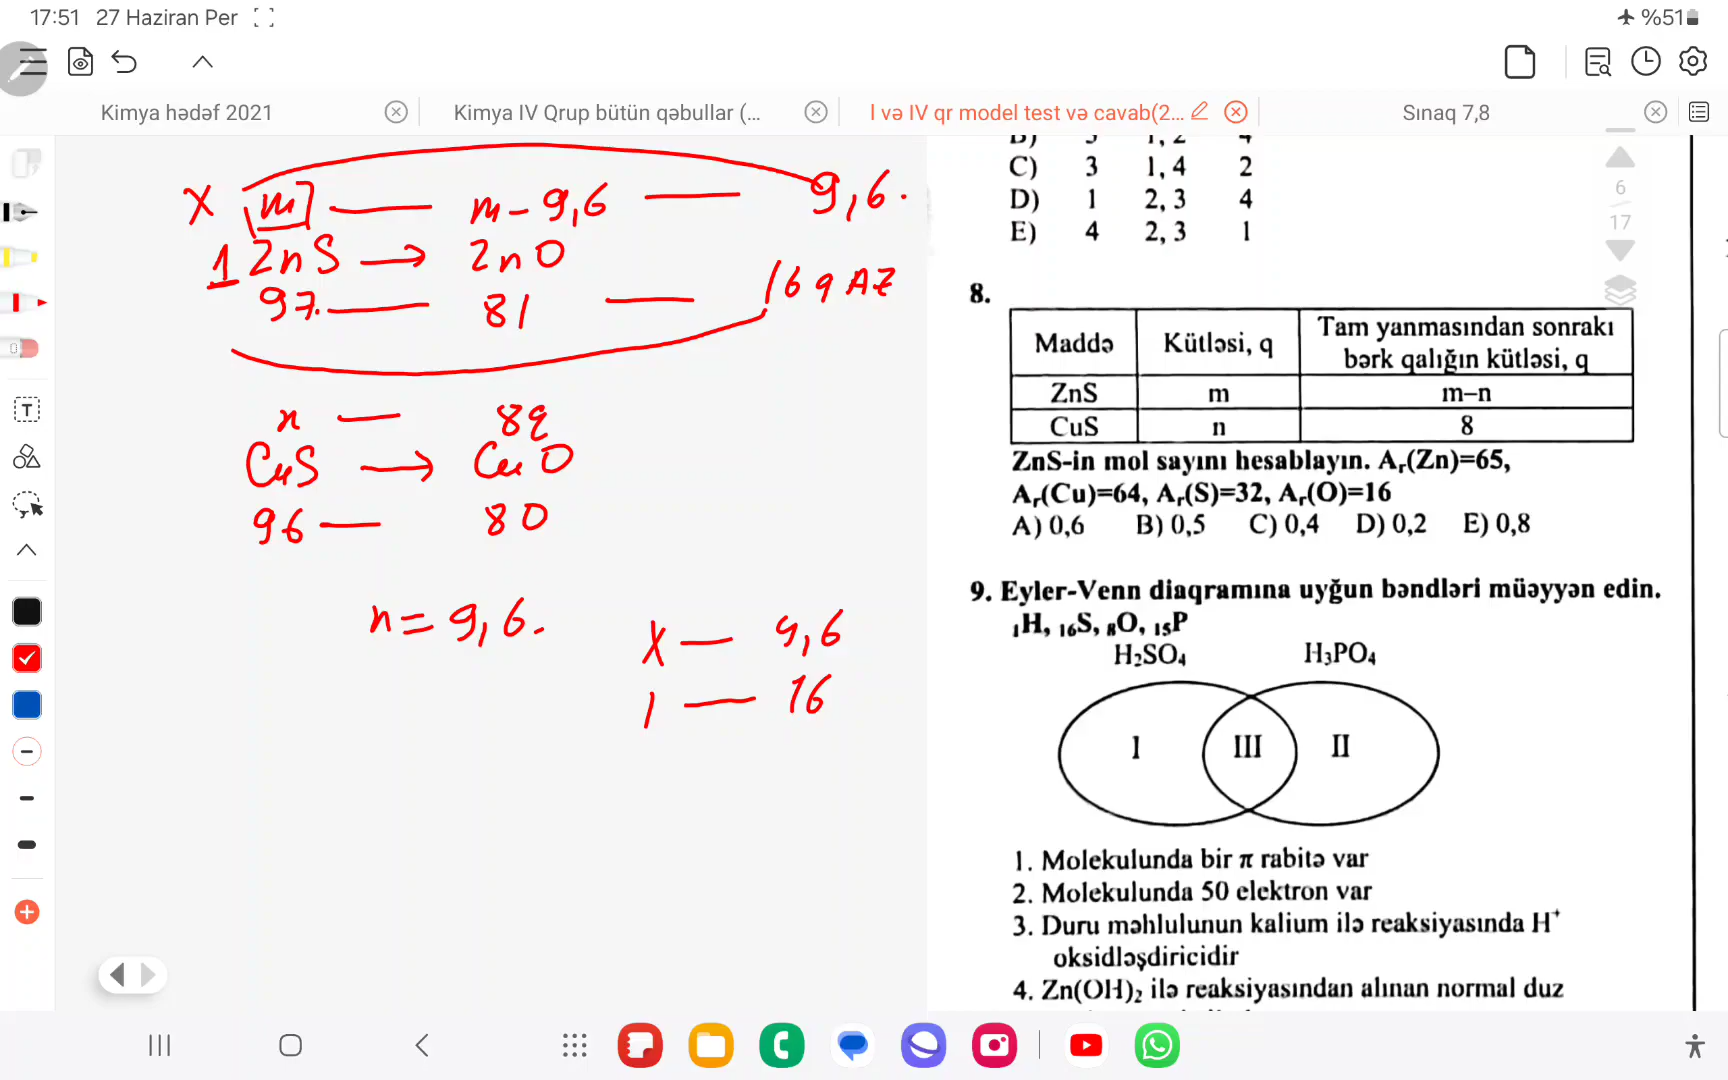 17:51 27 Haziran Per
%51
Kimya hədəf 2021
Kimya IV Qrup bütün qəbullar (...
I və IV qr model test və cavab(2...
Sınaq 7,8
X m — m - 9,6 — 9,6.
1 ZnS → ZnO
97 — 81 — 16 q AZ
n — 8q
CuS → CuO
96 — 80
n = 9,6.
X — 9,6
1 — 16
B) 3 1, 2 4
C) 3 1, 4 2
D) 1 2, 3 4
E) 4 2, 3 1
6
17
8.
Maddə Kütləsi, q Tam yanmasından sonrakı bərk qalığın kütləsi, q
ZnS m m–n
CuS n 8
ZnS-in mol sayını hesablayın. Aᵣ(Zn)=65,
Aᵣ(Cu)=64, Aᵣ(S)=32, Aᵣ(O)=16
A) 0,6 B) 0,5 C) 0,4 D) 0,2 E) 0,8
9. Eyler-Venn diaqramına uyğun bəndləri müəyyən edin.
₁H, ₁₆S, ₈O, ₁₅P
H₂SO₄ H₃PO₄
I III II
1. Molekulunda bir π rabitə var
2. Molekulunda 50 elektron var
3. Duru məhlulunun kalium ilə reaksiyasında H⁺
oksidləşdiricidir
4. Zn(OH)₂ ilə reaksiyasından alınan normal duz